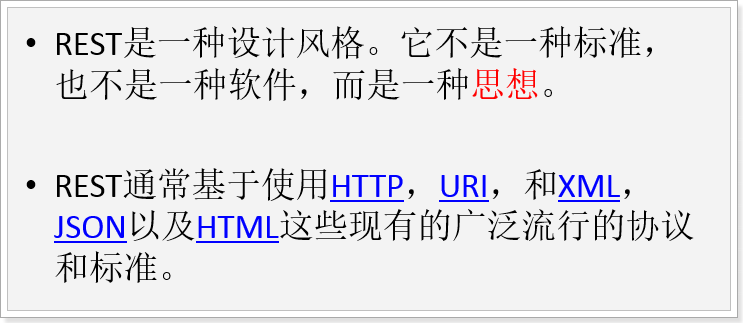 • REST是一种设计风格。它不是一种标准，
也不是一种软件，而是一种思想。
• REST通常基于使用HTTP，URI，和XML，
JSON以及HTML这些现有的广泛流行的协议
和标准。